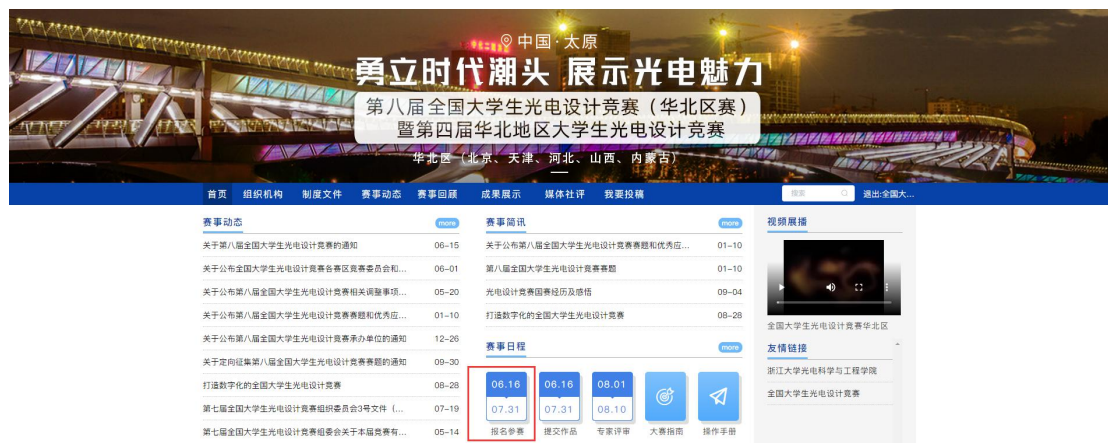 中国·太原
勇立时代潮头 展示光电魅力
第八届全国大学生光电设计竞赛（华北区赛）
暨第四届华北地区大学生光电设计竞赛
华北区（北京、天津、河北、山西、内蒙古）
首页 组织机构 制度文件 赛事动态 赛事回顾 成果展示 媒体社评 我要投稿 搜索 退出:全国大...
赛事动态 more
关于第八届全国大学生光电设计竞赛的通知 06-15
关于公布全国大学生光电设计竞赛各赛区竞赛委员会和... 06-01
关于公布第八届全国大学生光电设计竞赛相关调整事项... 05-20
关于公布第八届全国大学生光电设计竞赛赛题和优秀应... 01-10
关于公布第八届全国大学生光电设计竞赛承办单位的通知 12-26
关于定向征集第八届全国大学生光电设计竞赛赛题的通知 09-30
打造数字化的全国大学生光电设计竞赛 08-28
第七届全国大学生光电设计竞赛组织委员会3号文件（... 07-19
第七届全国大学生光电设计竞赛组委会关于本届竞赛有... 05-14
赛事简讯 more
关于公布第八届全国大学生光电设计竞赛赛题和优秀应... 01-10
第八届全国大学生光电设计竞赛赛题 01-10
光电设计竞赛国赛经历及感悟 09-04
打造数字化的全国大学生光电设计竞赛 08-28
赛事日程 more
06.16 06.16 08.01
07.31 07.31 08.10
报名参赛 提交作品 专家评审 大赛指南 操作手册
视频展播
全国大学生光电设计竞赛华北区
友情链接
浙江大学光电科学与工程学院
全国大学生光电设计竞赛